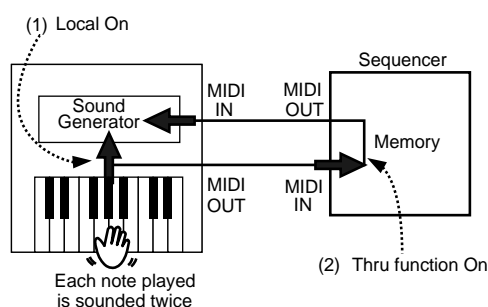 (1) Local On
Sequencer
Sound
Generator
MIDI
IN
MIDI
OUT
Memory
MIDI
OUT
MIDI
IN
(2) Thru function On
Each note played
is sounded twice